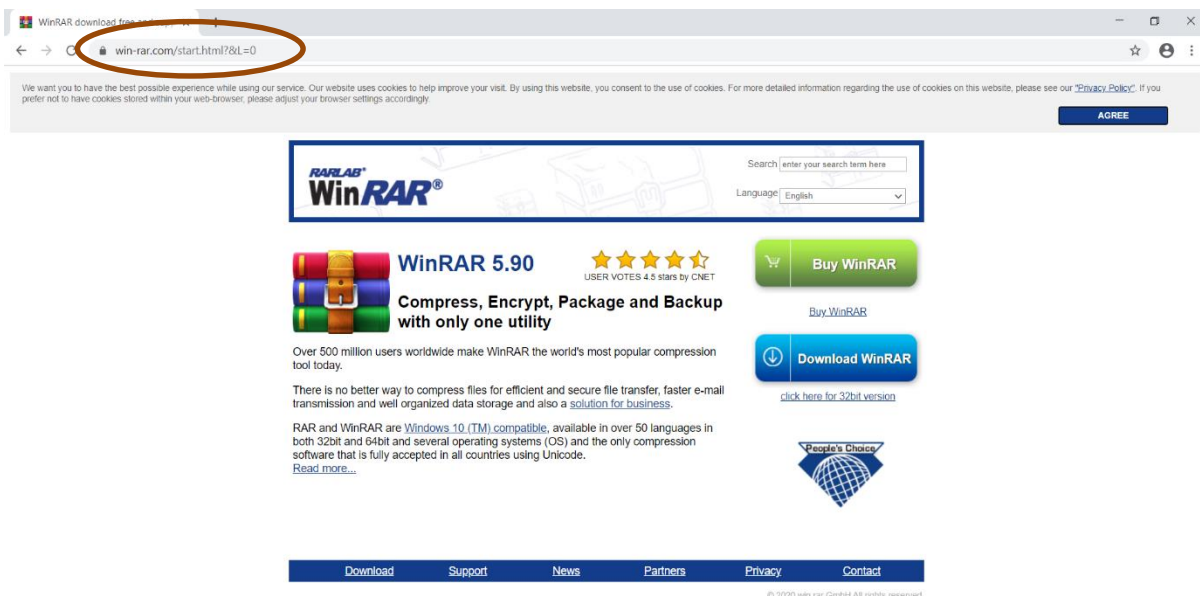 WinRAR download free and
win-rar.com/start.html?&L=0
We want you to have the best possible experience while using our service. Our website uses cookies to help improve your visit. By using this website, you consent to the use of cookies. For more detailed information regarding the use of cookies on this website, please see our "Privacy Policy". If you
prefer not to have cookies stored within your web-browser, please adjust your browser settings accordingly.
AGREE
RARLAB®
WinRAR®
Search enter your search term here
Language English
WinRAR 5.90
USER VOTES 4.5 stars by CNET
Compress, Encrypt, Package and Backup
with only one utility
Over 500 million users worldwide make WinRAR the world's most popular compression
tool today.
There is no better way to compress files for efficient and secure file transfer, faster e-mail
transmission and well organized data storage and also a solution for business.
RAR and WinRAR are Windows 10 (TM) compatible, available in over 50 languages in
both 32bit and 64bit and several operating systems (OS) and the only compression
software that is fully accepted in all countries using Unicode.
Read more...
Buy WinRAR
Buy WinRAR
Download WinRAR
click here for 32bit version
People's Choice
Download Support News Partners Privacy Contact
© 2020 win.rar GmbH All rights reserved.